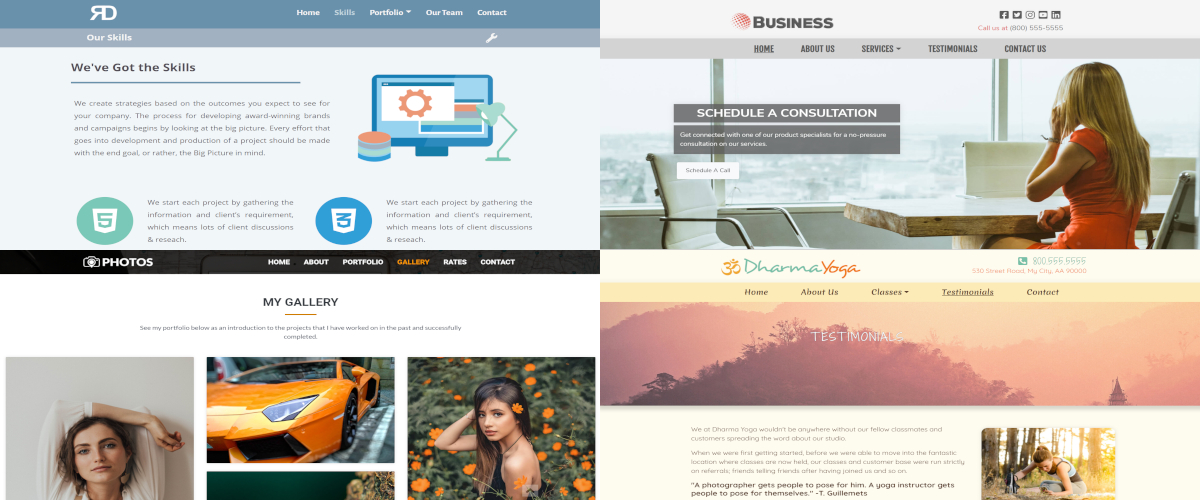 RD
Home Skills Portfolio Our Team Contact
Our Skills
We've Got the Skills
We create strategies based on the outcomes you expect to see for
your company. The process for developing award-winning brands
and campaigns begins by looking at the big picture. Every effort that
goes into development and production of a project should be made
with the end goal, or rather, the Big Picture in mind.
We start each project by gathering the
information and client's requirement,
which means lots of client discussions
& reseach.
We start each project by gathering the
information and client's requirement,
which means lots of client discussions
& reseach.
BUSINESS
Call us at (800) 555-5555
HOME ABOUT US SERVICES TESTIMONIALS CONTACT US
SCHEDULE A CONSULTATION
Get connected with one of our product specialists for a no-pressure
consultation on our services.
Schedule A Call
PHOTOS
HOME ABOUT PORTFOLIO GALLERY RATES CONTACT
MY GALLERY
See my portfolio below as an introduction to the projects that I have worked on in the past and successfully
completed.
ॐ DharmaYoga
800.555.5555
530 Street Road, My City, AA 90000
Home About Us Classes Testimonials Contact
TESTIMONIALS
We at Dharma Yoga wouldn't be anywhere without our fellow classmates and
customers spreading the word about our studio.
When we were first getting started, before we were able to move into the fantastic
location where classes are now held, our classes and customer base were run strictly
on referrals; friends telling friends after having joined us and so on.
"A photographer gets people to pose for him. A yoga instructor gets
people to pose for themselves." -T. Guillemets